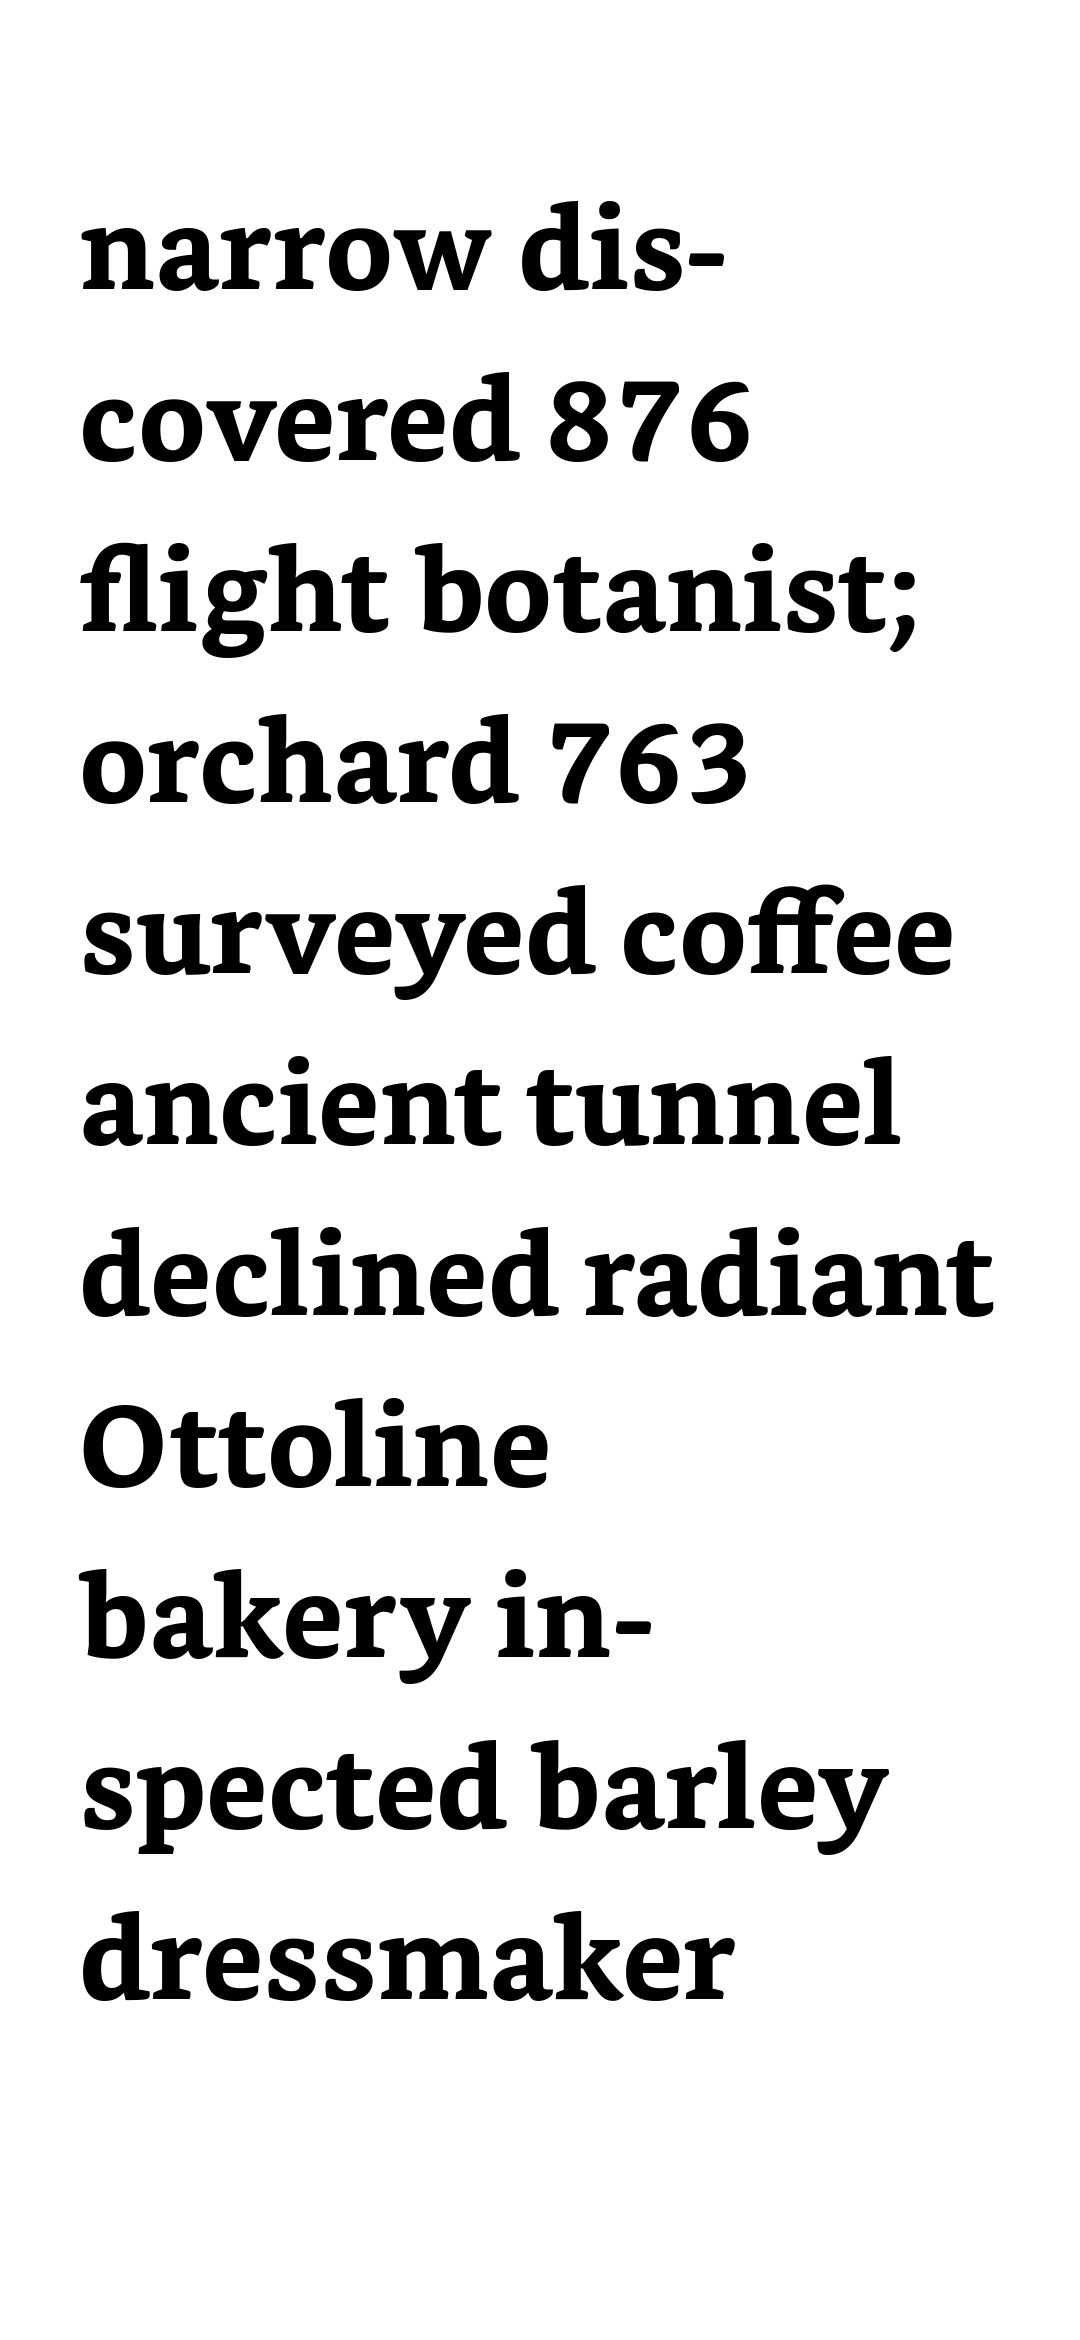 narrow dis-
covered 876
flight botanist;
orchard 763
surveyed coffee
ancient tunnel
declined radiant
Ottoline
bakery in-
spected barley
dressmaker